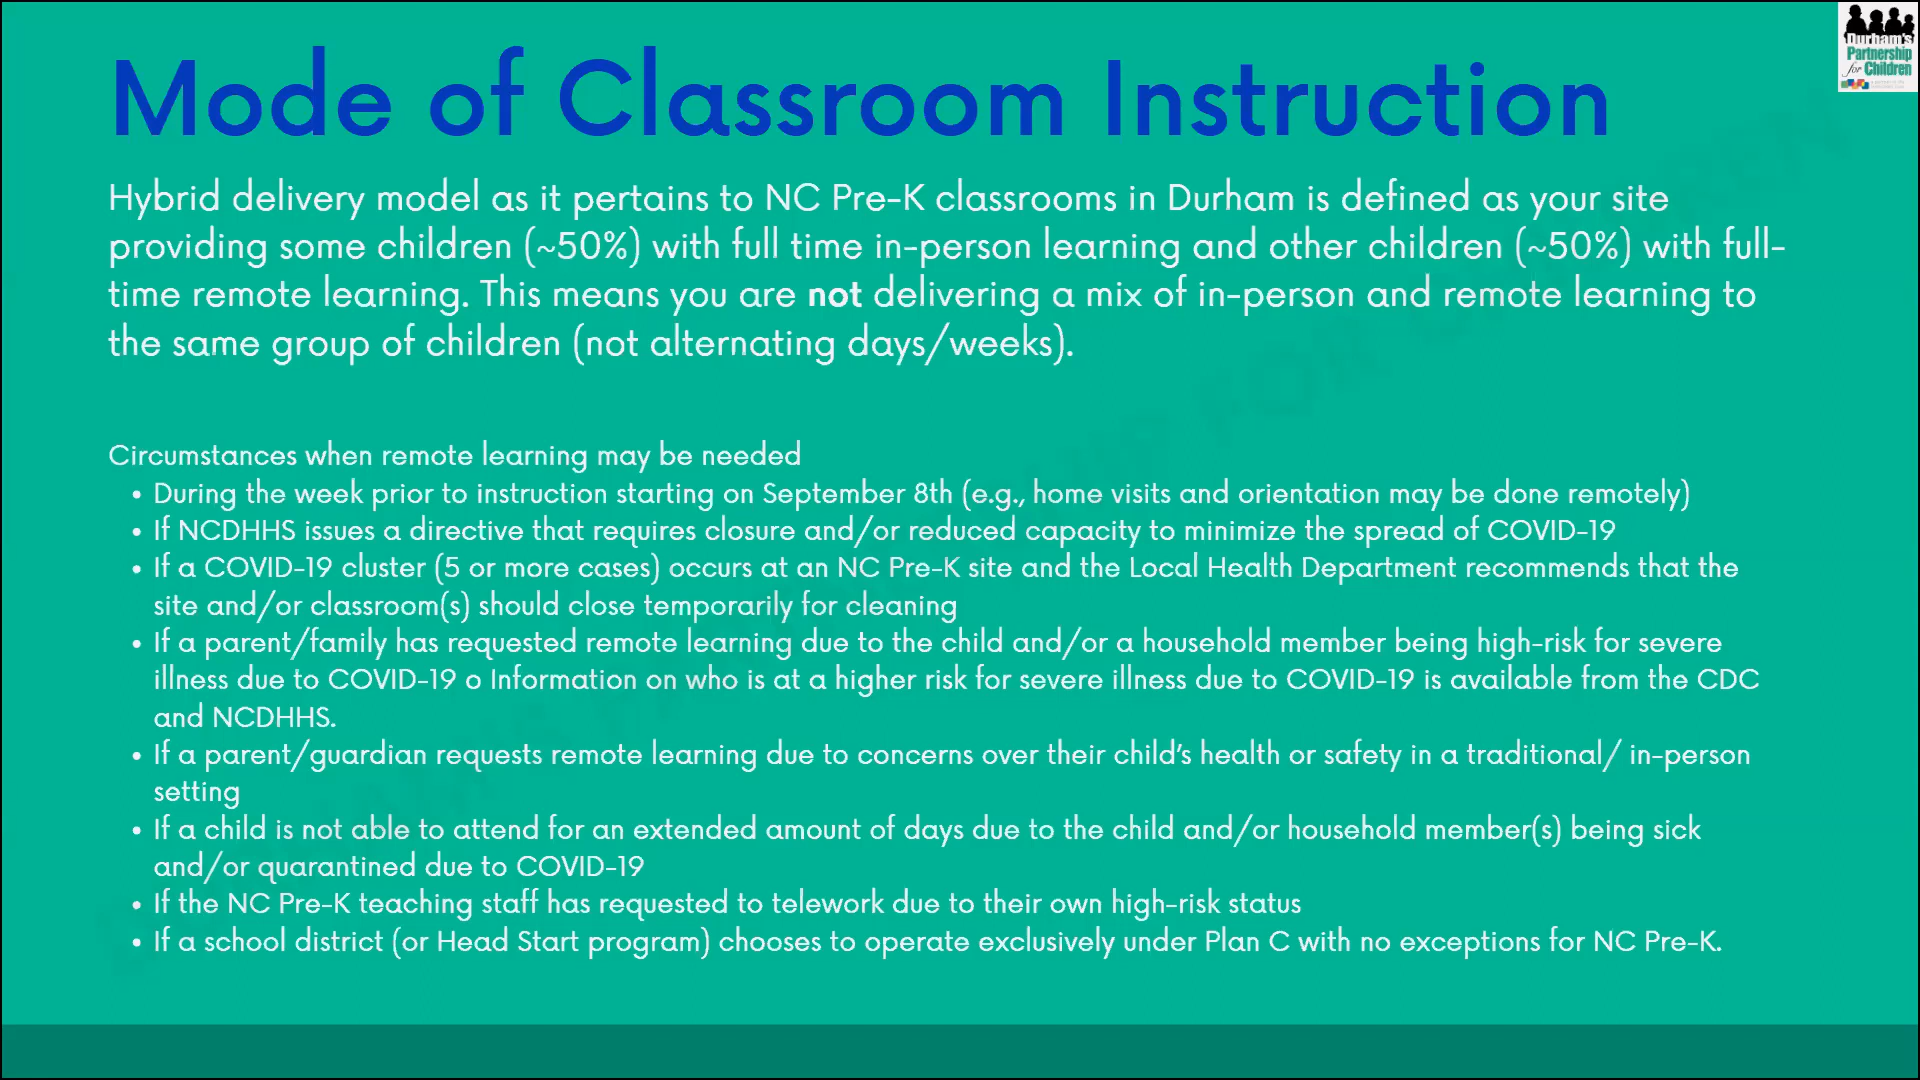 Durham's
Partnership
for Children
Mode of Classroom Instruction
Hybrid delivery model as it pertains to NC Pre-K classrooms in Durham is defined as your site
providing some children (~50%) with full time in-person learning and other children (~50%) with full-
time remote learning. This means you are not delivering a mix of in-person and remote learning to
the same group of children (not alternating days/weeks).
Circumstances when remote learning may be needed
• During the week prior to instruction starting on September 8th (e.g., home visits and orientation may be done remotely)
• If NCDHHS issues a directive that requires closure and/or reduced capacity to minimize the spread of COVID-19
• If a COVID-19 cluster (5 or more cases) occurs at an NC Pre-K site and the Local Health Department recommends that the
site and/or classroom(s) should close temporarily for cleaning
• If a parent/family has requested remote learning due to the child and/or a household member being high-risk for severe
illness due to COVID-19 o Information on who is at a higher risk for severe illness due to COVID-19 is available from the CDC
and NCDHHS.
• If a parent/guardian requests remote learning due to concerns over their child's health or safety in a traditional/ in-person
setting
• If a child is not able to attend for an extended amount of days due to the child and/or household member(s) being sick
and/or quarantined due to COVID-19
• If the NC Pre-K teaching staff has requested to telework due to their own high-risk status
• If a school district (or Head Start program) chooses to operate exclusively under Plan C with no exceptions for NC Pre-K.